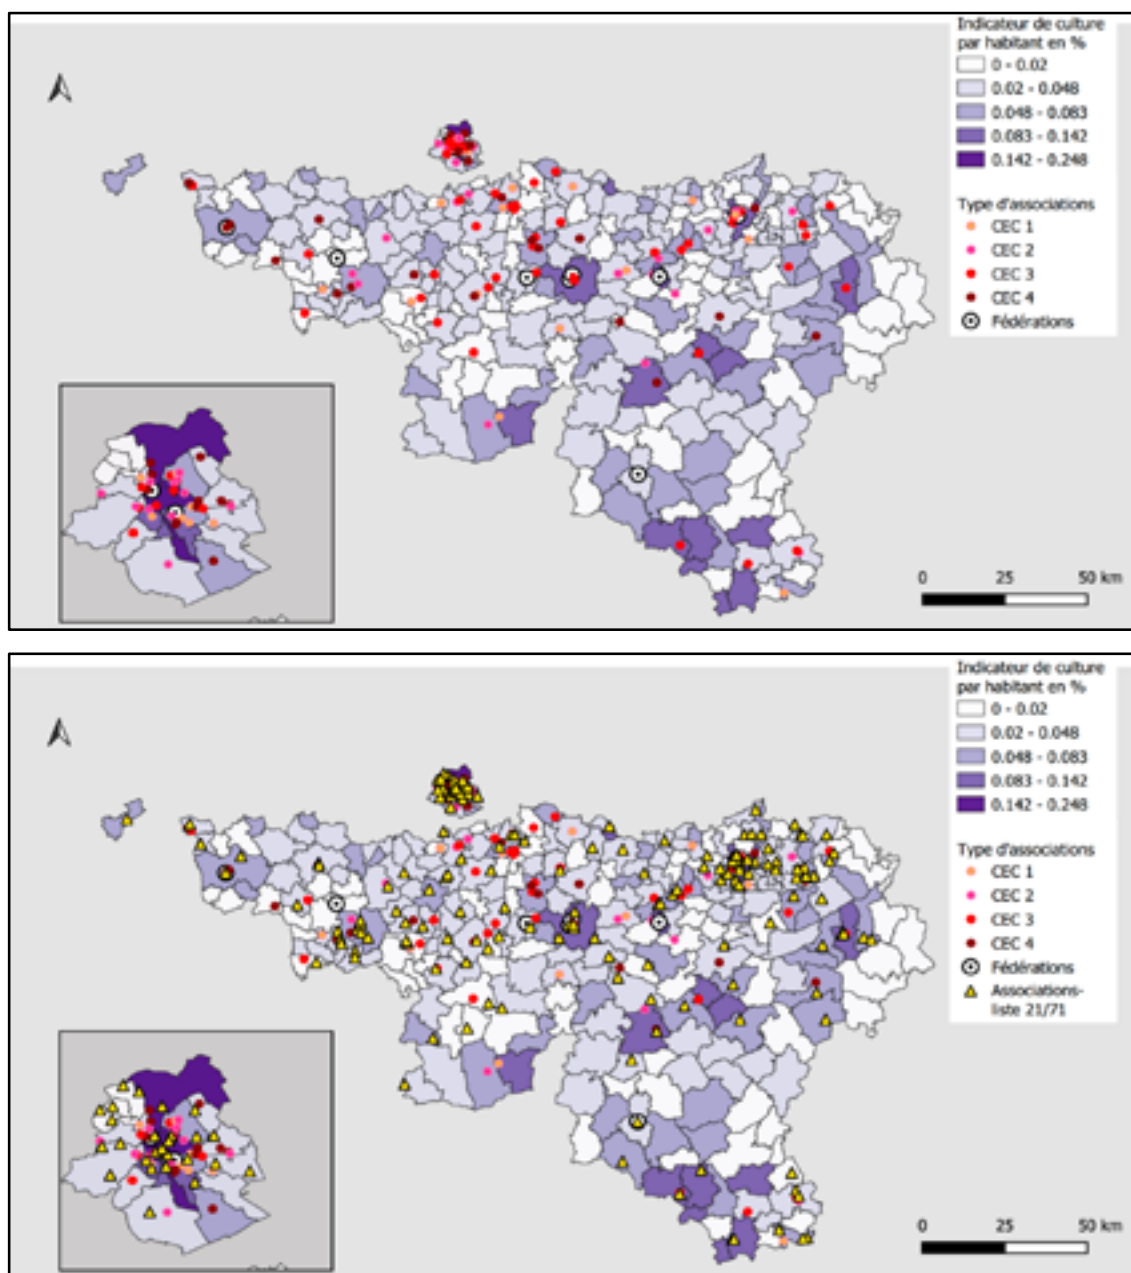 Indicateur de culture
par habitant en %
0 - 0.02
0.02 - 0.048
0.048 - 0.083
0.083 - 0.142
0.142 - 0.248
Type d'associations
CEC 1
CEC 2
CEC 3
CEC 4
Fédérations
0 25 50 km
Indicateur de culture
par habitant en %
0 - 0.02
0.02 - 0.048
0.048 - 0.083
0.083 - 0.142
0.142 - 0.248
Type d'associations
CEC 1
CEC 2
CEC 3
CEC 4
Fédérations
Associations-
liste 21/71
0 25 50 km